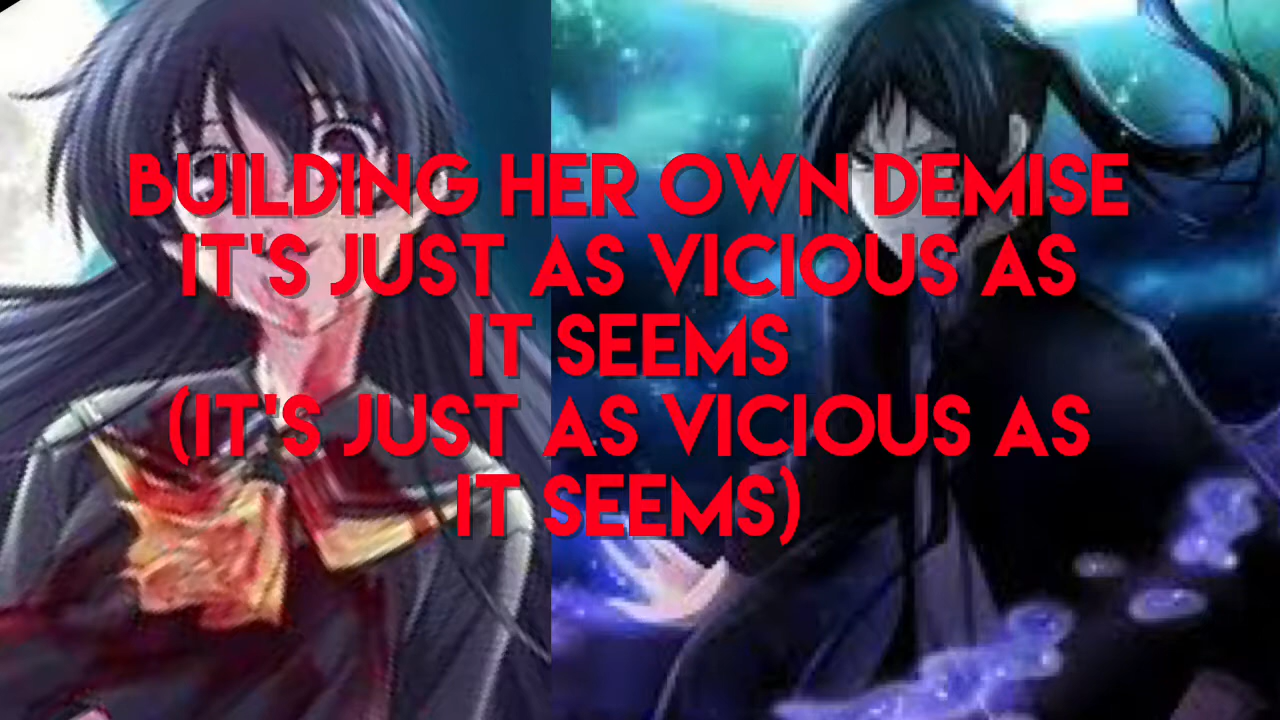 BUILDING HER OWN DEMISE
IT'S JUST AS VICIOUS AS
IT SEEMS
(IT'S JUST AS VICIOUS AS
IT SEEMS)